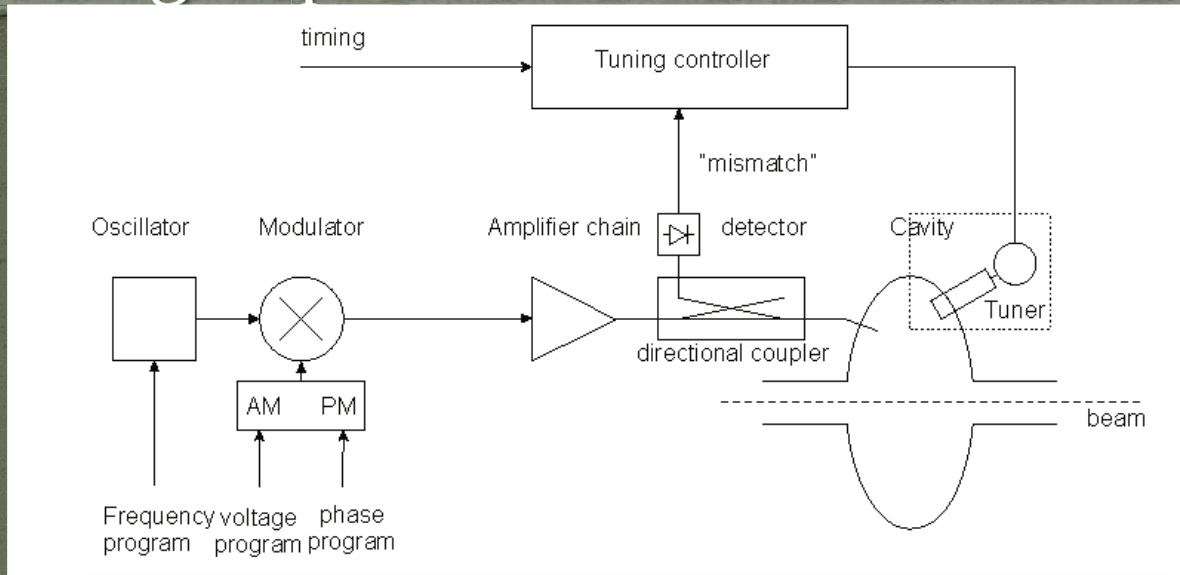 timing
Tuning controller
"mismatch"
Oscillator
Modulator
Amplifier chain
detector
Cavity
Tuner
directional coupler
AM PM
beam
Frequency
program
voltage
program
phase
program